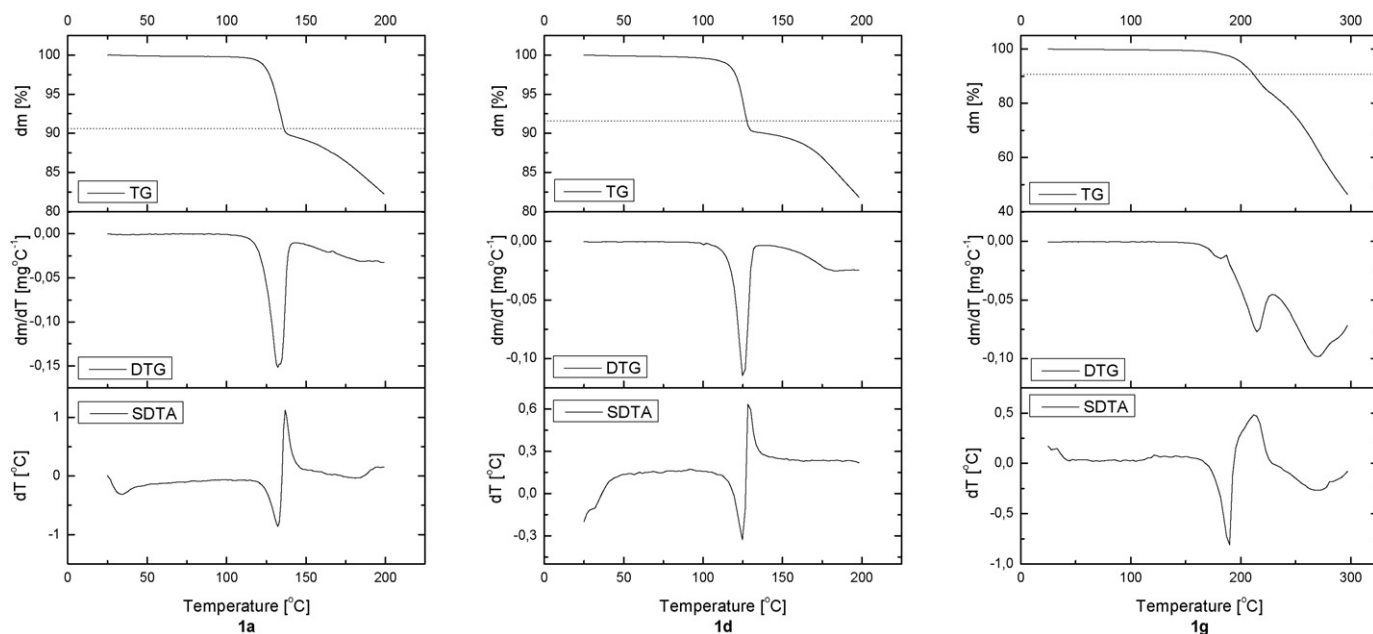 0 50 100 150 200
100
95
90
85
80
dm [%]
TG
0,00
-0,05
-0,10
-0,15
dm/dT [mg°C⁻¹]
DTG
1
0
-1
dT [°C]
SDTA
0 50 100 150 200
Temperature [°C]
1a
0 50 100 150 200
100
95
90
85
80
dm [%]
TG
0,00
-0,05
-0,10
dm/dT [mg°C⁻¹]
DTG
0,6
0,3
0,0
-0,3
dT [°C]
SDTA
0 50 100 150 200
Temperature [°C]
1d
0 100 200 300
100
80
60
40
dm [%]
TG
0,00
-0,05
-0,10
dm/dT [mg°C⁻¹]
DTG
0,5
0,0
-0,5
-1,0
dT [°C]
SDTA
0 100 200 300
Temperature [°C]
1g